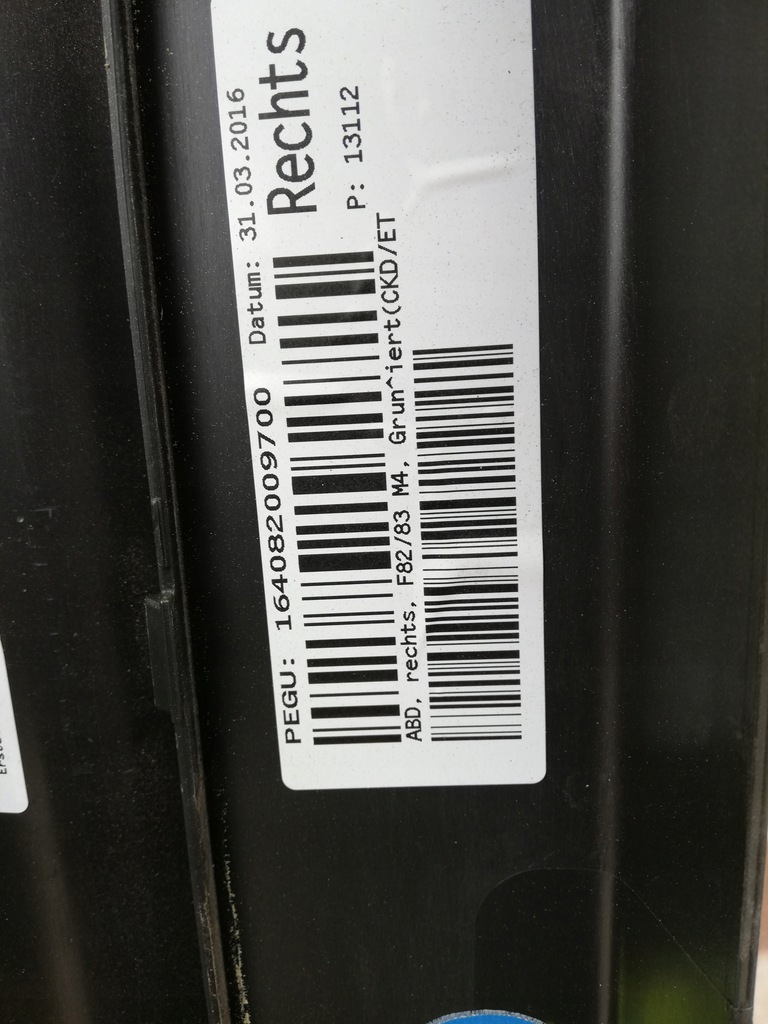 PEGU: 164082009700 Datum: 31.03.2016
Rechts
P: 13112
ABD, rechts, F82/83 M4, Grun^iert(CKD/ET